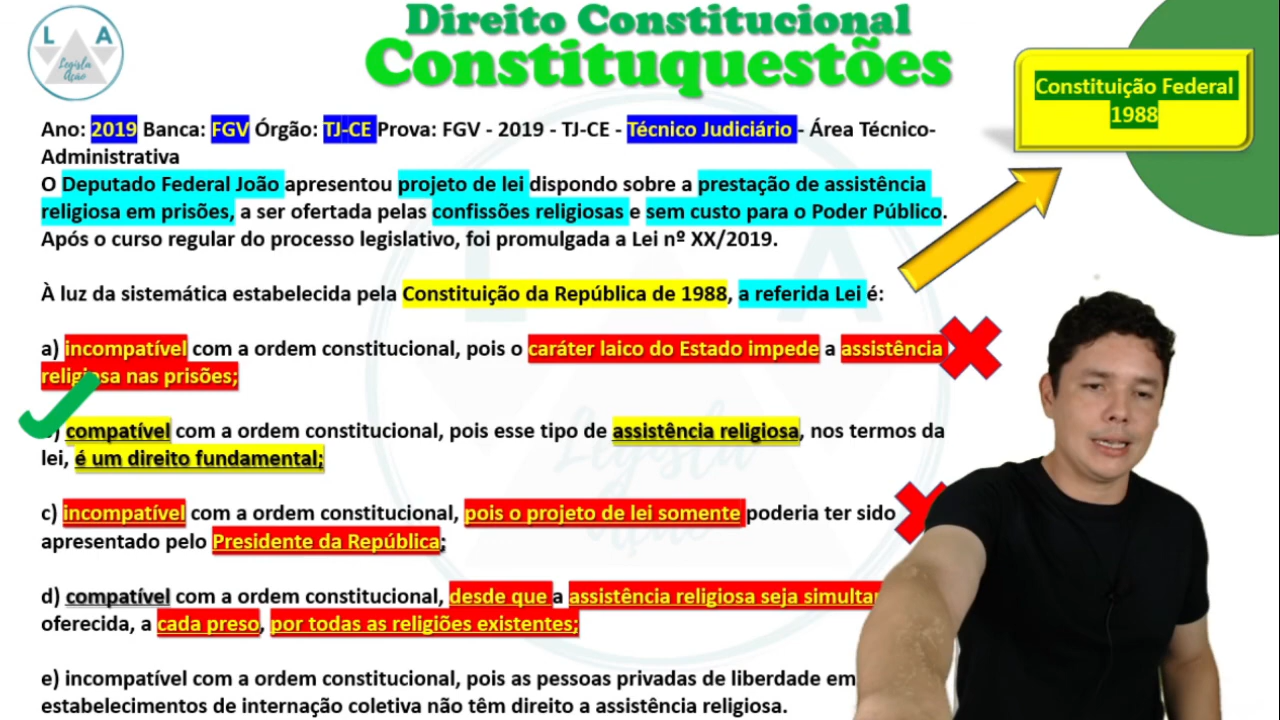 L A
Legisla
Ação
Direito Constitucional
Constituquestões
Constituição Federal
1988
Ano: 2019 Banca: FGV Órgão: TJ-CE Prova: FGV - 2019 - TJ-CE - Técnico Judiciário - Área Técnico-
Administrativa
O Deputado Federal João apresentou projeto de lei dispondo sobre a prestação de assistência
religiosa em prisões, a ser ofertada pelas confissões religiosas e sem custo para o Poder Público.
Após o curso regular do processo legislativo, foi promulgada a Lei nº XX/2019.
À luz da sistemática estabelecida pela Constituição da República de 1988, a referida Lei é:
a) incompatível com a ordem constitucional, pois o caráter laico do Estado impede a assistência
religiosa nas prisões;
compatível com a ordem constitucional, pois esse tipo de assistência religiosa, nos termos da
lei, é um direito fundamental;
c) incompatível com a ordem constitucional, pois o projeto de lei somente poderia ter sido
apresentado pelo Presidente da República;
d) compatível com a ordem constitucional, desde que a assistência religiosa seja
oferecida, a cada preso, por todas as religiões existentes;
e) incompatível com a ordem constitucional, pois as pessoas privadas de liberdade em
estabelecimentos de internação coletiva não têm direito a assistência religiosa.